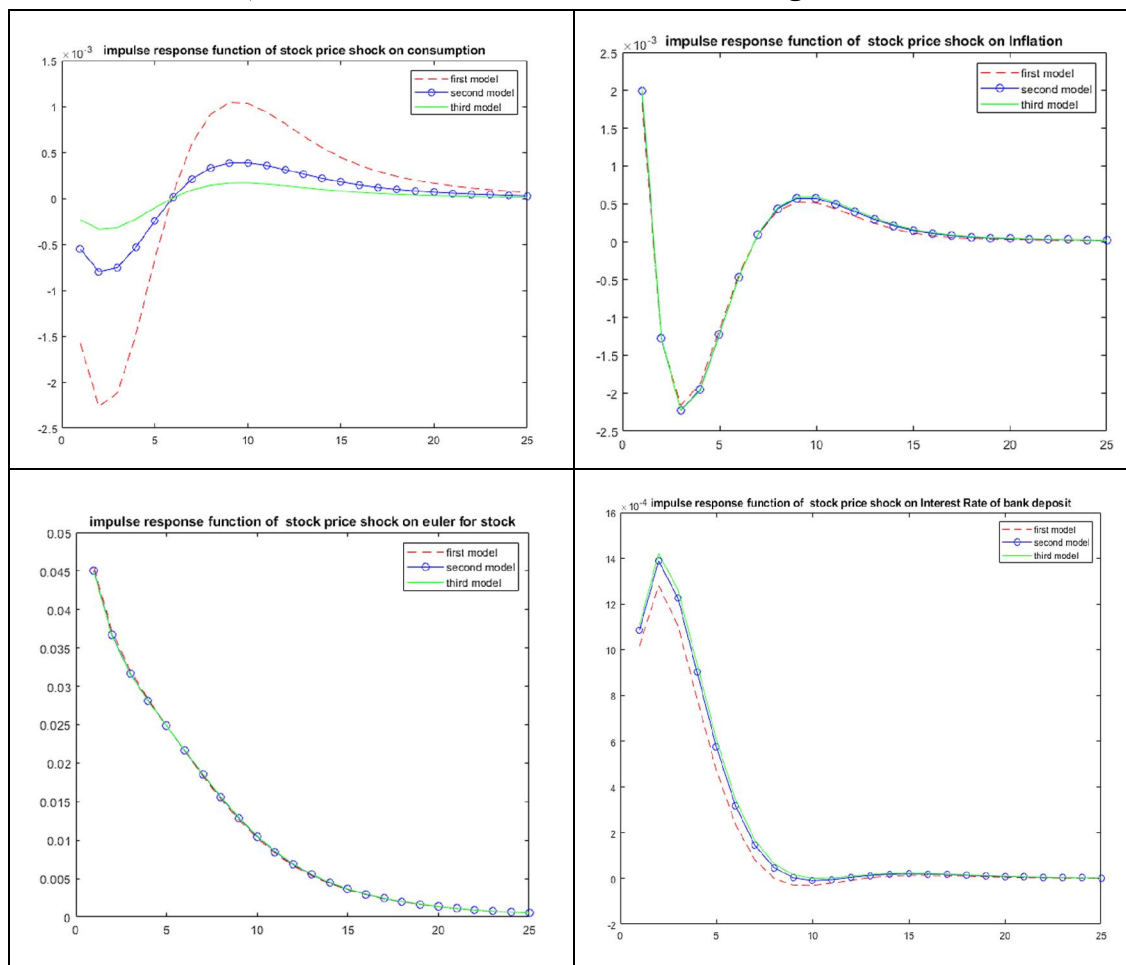 impulse response function of stock price shock on consumption
×10⁻³
first model
second model
third model
1.5
1
0.5
0
-0.5
-1
-1.5
-2
-2.5
0 5 10 15 20 25
impulse response function of stock price shock on Inflation
×10⁻³
first model
second model
third model
2.5
2
1.5
1
0.5
0
-0.5
-1
-1.5
-2
-2.5
0 5 10 15 20 25
impulse response function of stock price shock on euler for stock
first model
second model
third model
0.05
0.045
0.04
0.035
0.03
0.025
0.02
0.015
0.01
0.005
0
0 5 10 15 20 25
×10⁻⁴ impulse response function of stock price shock on Interest Rate of bank deposit
first model
second model
third model
16
14
12
10
8
6
4
2
0
-2
0 5 10 15 20 25